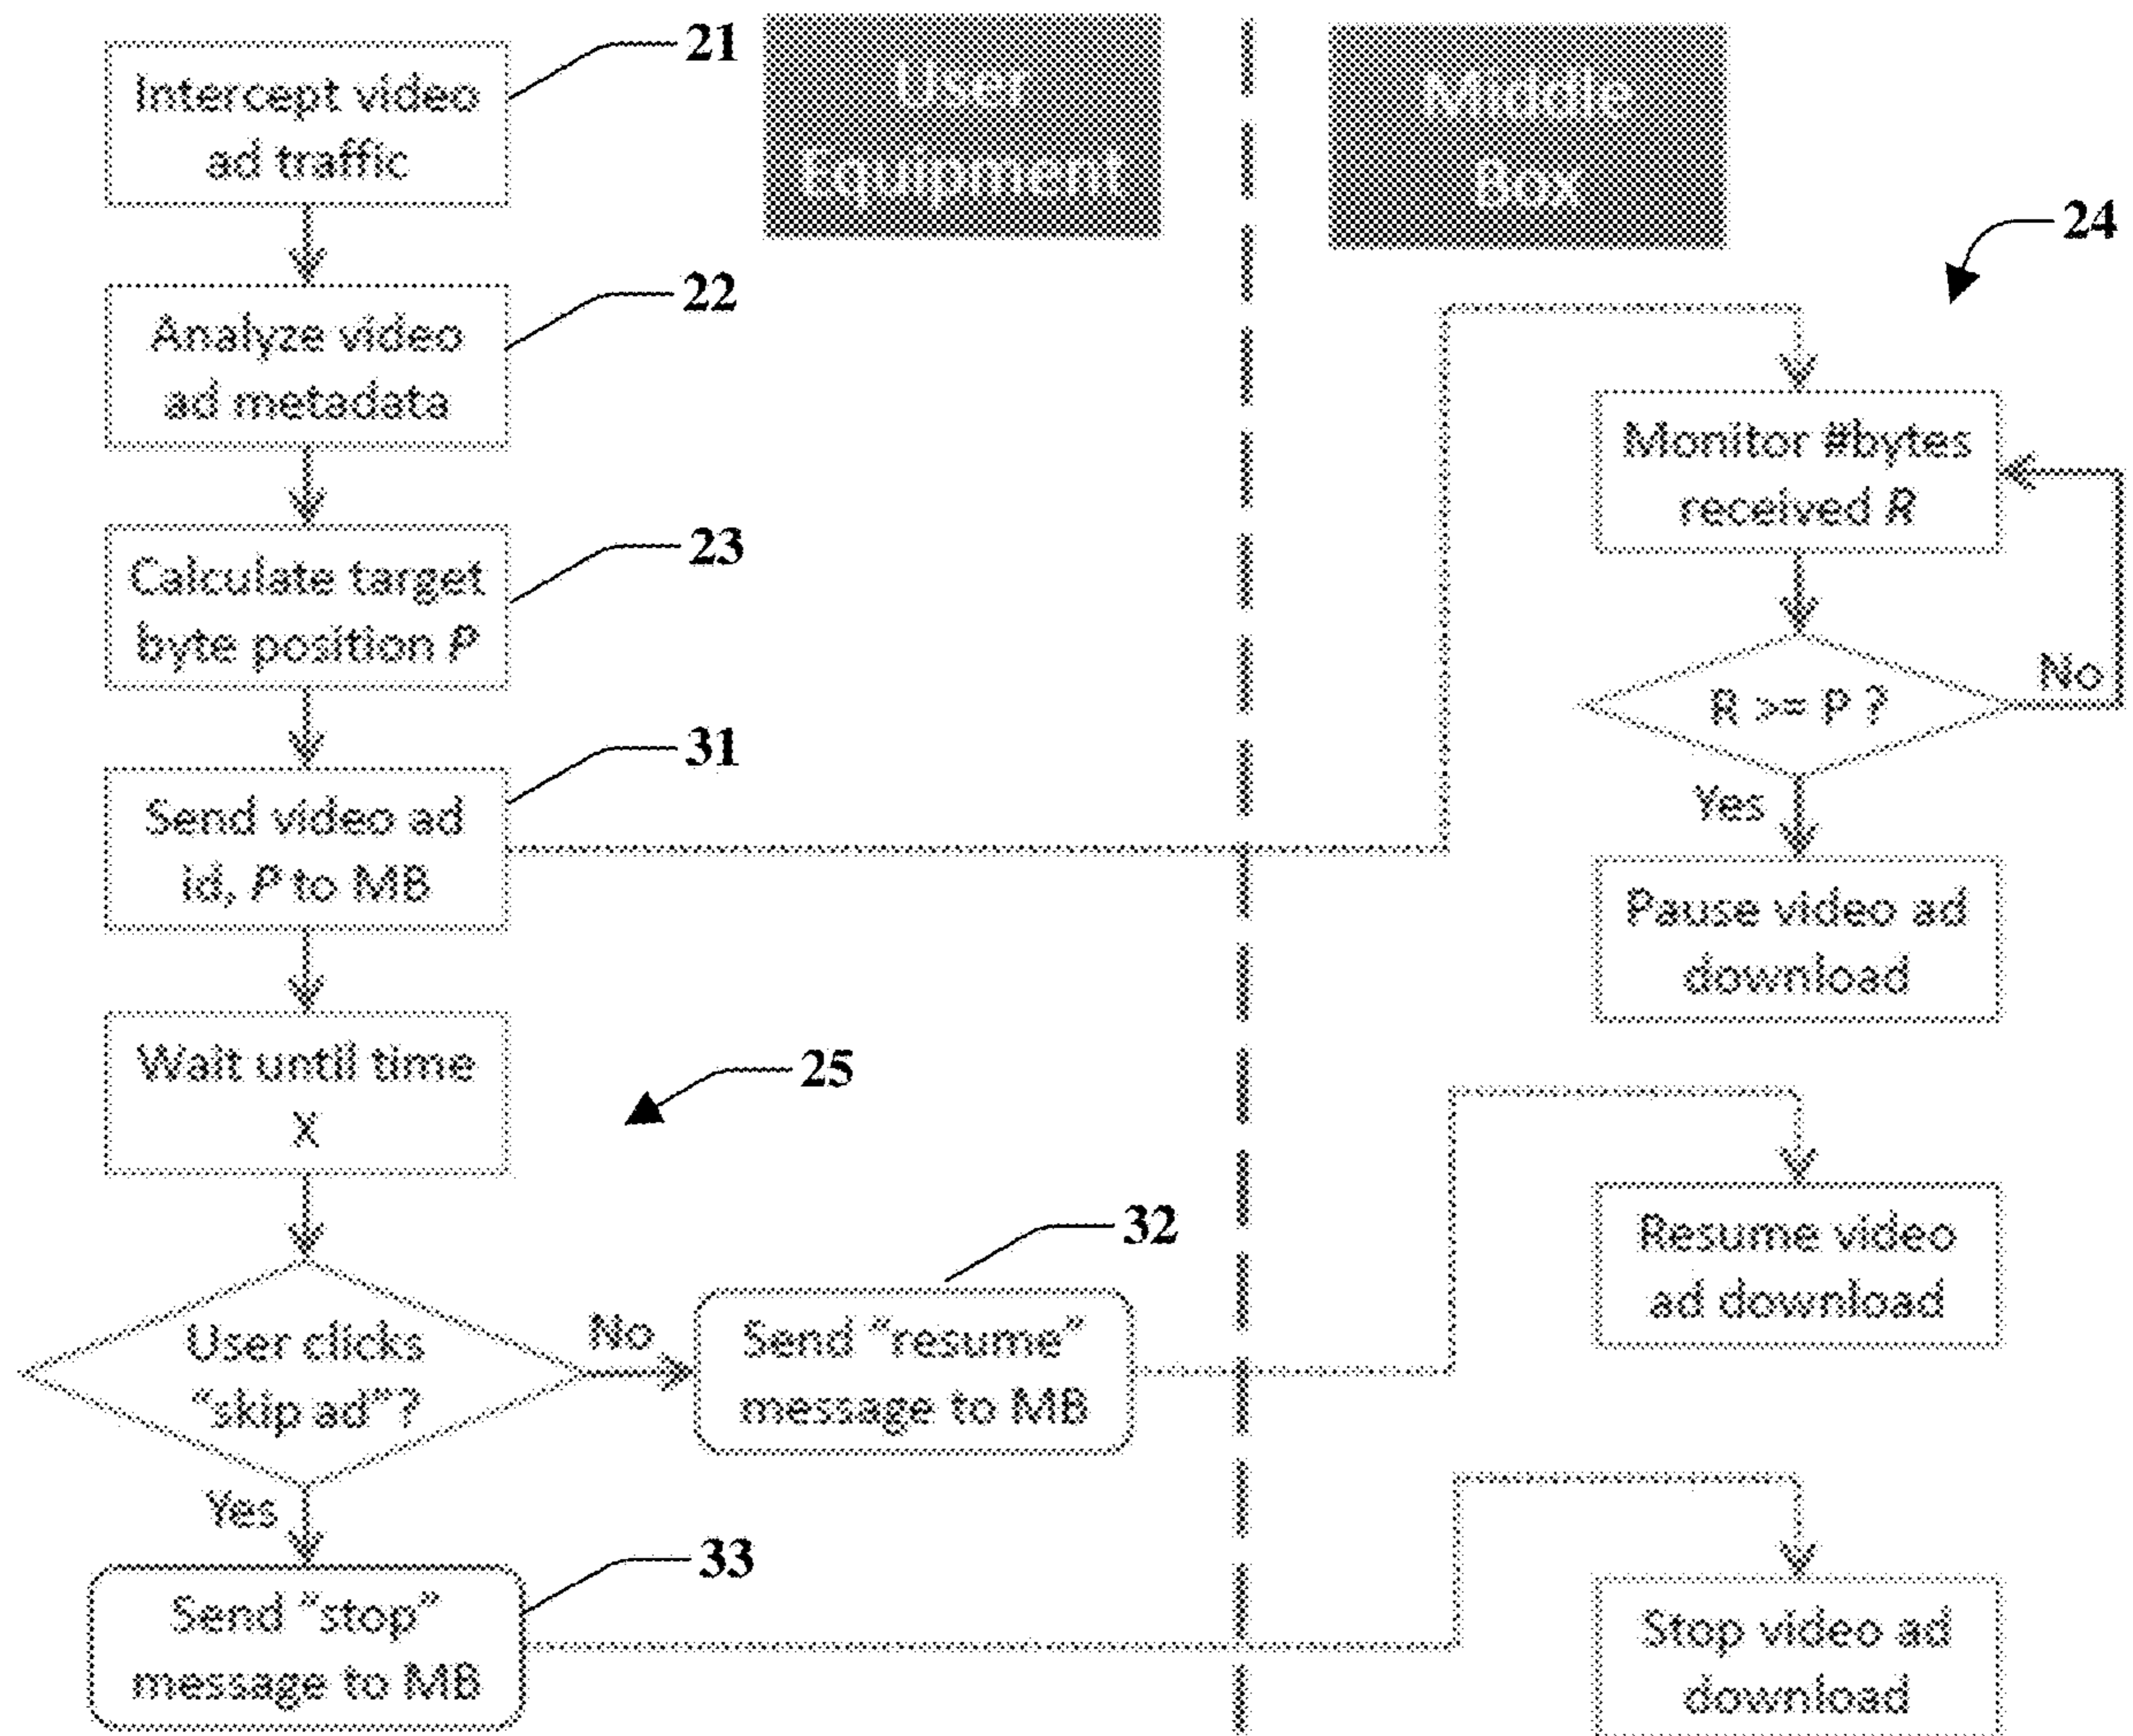 Intercept video
ad traffic
21
User
Equipment
Middle
Box
24
Analyze video
ad metadata
22
Calculate target
byte position P
23
Send video ad
id, P to MB
31
Wait until time
X
25
User clicks
"skip ad"?
No
Send “resume”
message to MB
32
Yes
Send ”stop”
message to MB
33
Monitor #bytes
received R
R >= P ?
No
Yes
Pause video ad
download
Resume video
ad download
Stop video ad
download